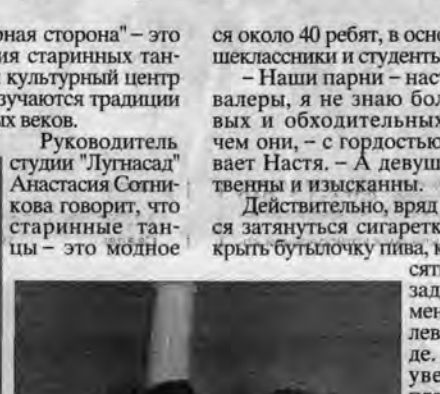 рная сторона" – это
ия старинных тан-
культурный центр
зучаются традиции
ых веков.
Руководитель
студии "Лугнасад"
Анастасия Сотни-
кова говорит, что
старинные тан-
цы – это модное
ся около 40 ребят, в осно
шеклассники и студенты
– Наши парни – наст
валеры, я не знаю бол
вых и обходительных
чем они, – с гордостью
вает Настя. – А девуш
твенны и изысканны.
Действительно, вряд
ся затянуться сигаретк
крыть бутылочку пива, к
сят
зад
мен
лев
де.
уве